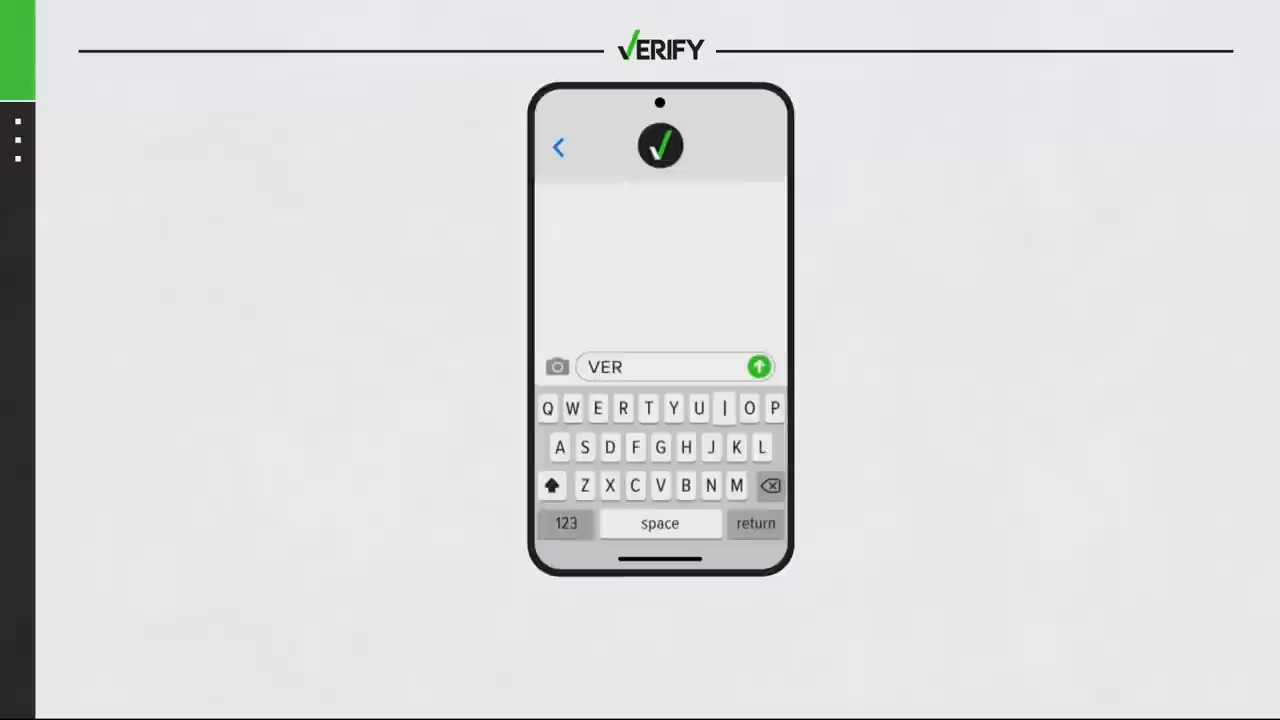 VERIFY
VER
Q W E R T Y U I O P
A S D F G H J K L
Z X C V B N M
123 space return